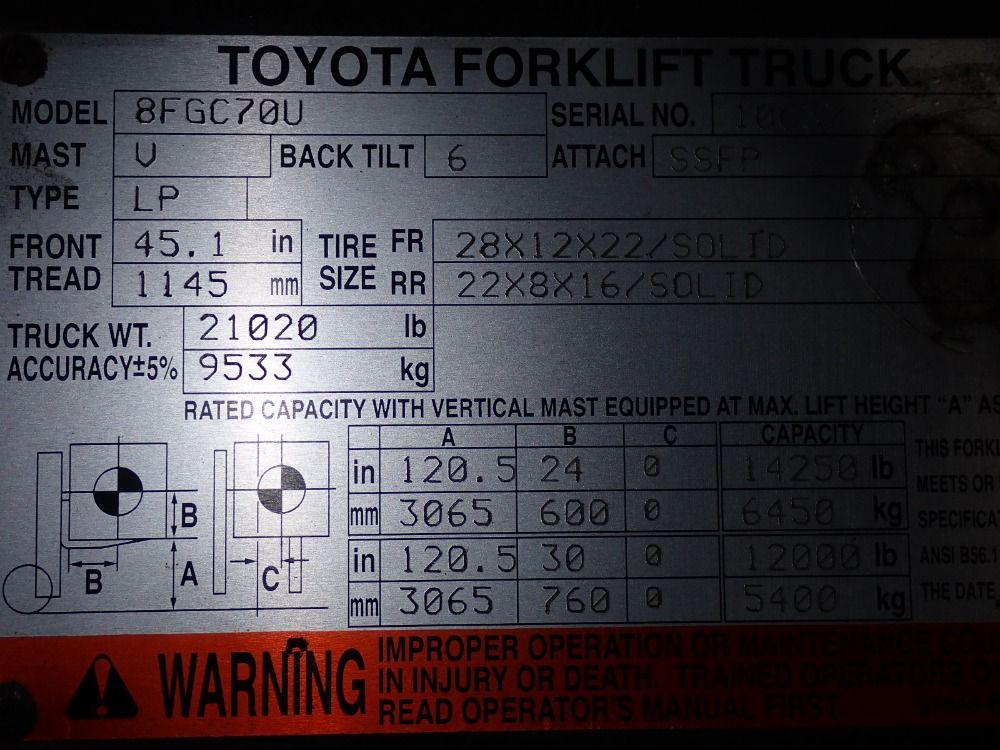 TOYOTA FORKLIFT TRUCK
MODEL 8FGC70U SERIAL NO.
MAST V BACK TILT 6 ATTACH SSFP
TYPE LP
FRONT TREAD 45.1 in TIRE SIZE FR 28X12X22/SOLID
1145 mm RR 22X8X16/SOLID
TRUCK WT. 21020 lb
ACCURACY±5% 9533 kg
RATED CAPACITY WITH VERTICAL MAST EQUIPPED AT MAX. LIFT HEIGHT "A" AS
A B C CAPACITY
in 120.5 24 0 14250 lb
mm 3065 600 0 6450 kg
in 120.5 30 0 12000 lb
mm 3065 760 0 5400 kg
B
B A C
THIS
MEETS OR
ANSI B56.1
THE DATE
WARNING
IMPROPER OPERATION OR MAINTENANCE
IN INJURY OR DEATH. TRAINED OPERATORS
READ OPERATOR'S MANUAL FIRST.